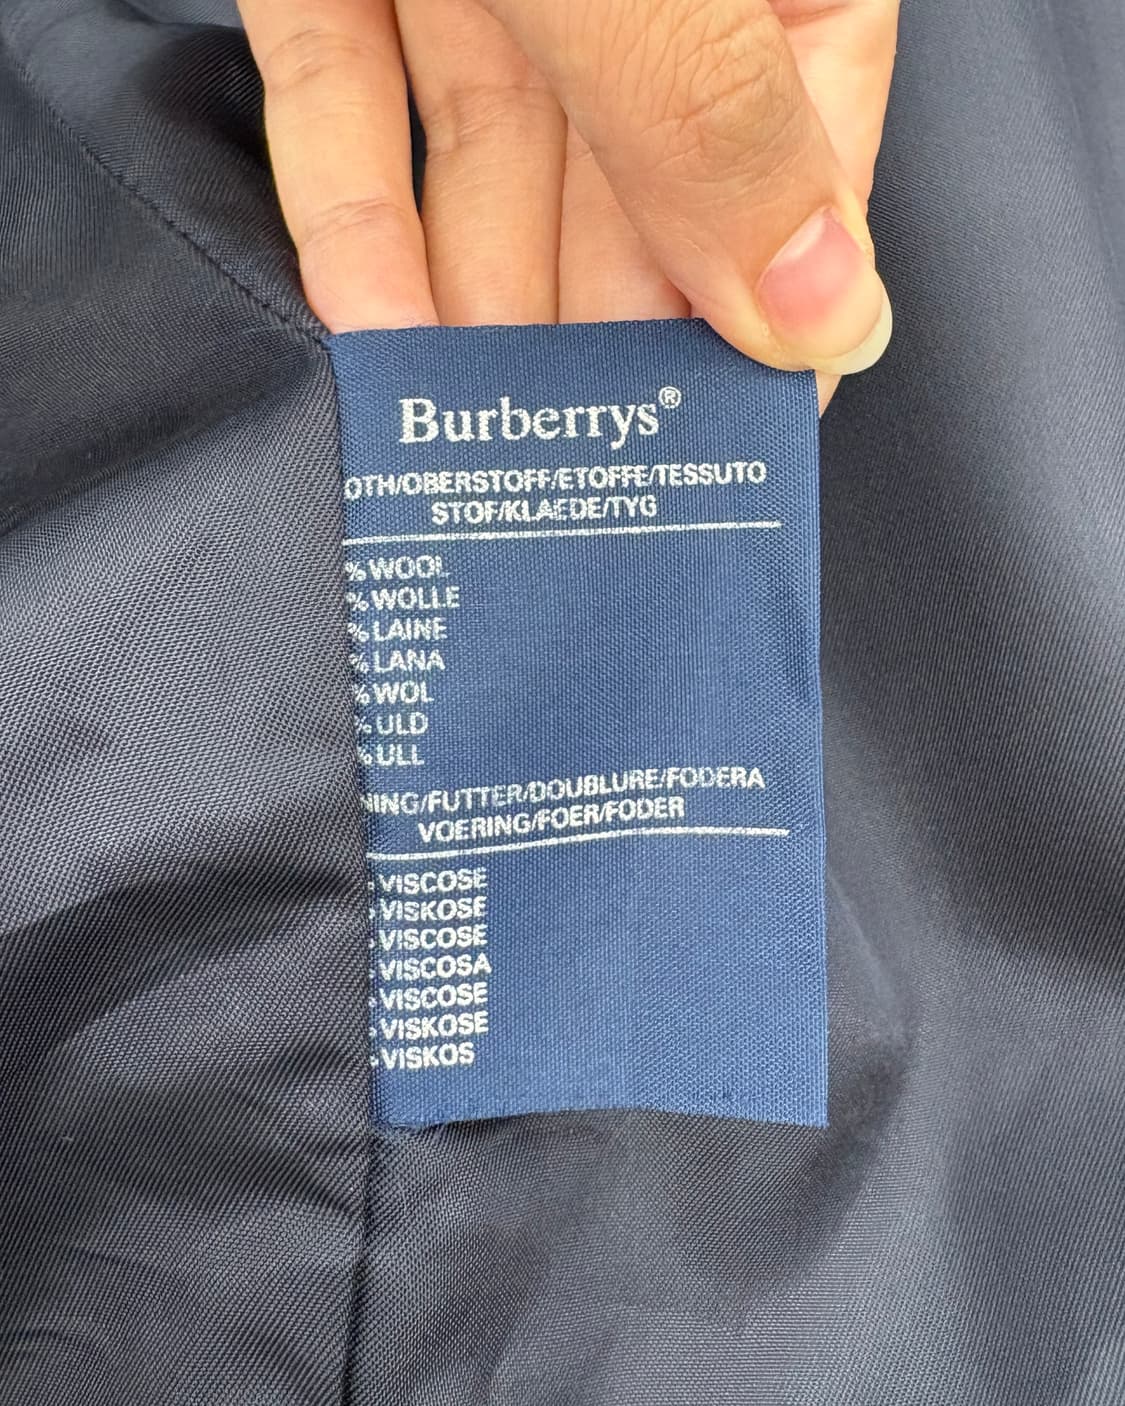 Burberrys®
OTH/OBERSTOFF/ETOFFE/TESSUTO
STOF/KLAEDE/TYG
% WOOL
% WOLLE
% LAINE
% LANA
% WOL
% ULD
% ULL
NING/FUTTER/DOUBLURE/FODERA
VOERING/FOER/FODER
VISCOSE
VISKOSE
VISCOSE
VISCOSA
VISCOSE
VISKOSE
VISKOS